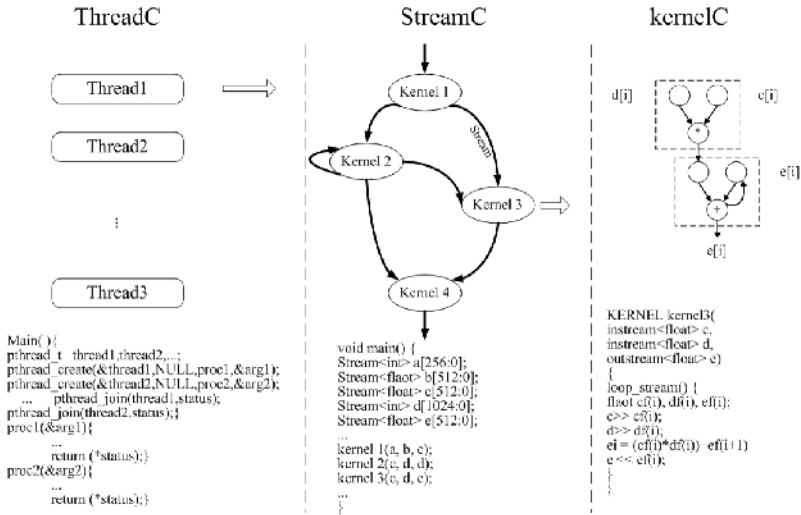 ThreadC
Thread1
Thread2
⋮
Thread3
Main( ){
pthread_t thread1,thread2,...;
pthread_create(&thread1,NULL,proc1,&arg1);
pthread_create(&thread2,NULL,proc2,&arg2);
... pthread_join(thread1,status);
pthread_join(thread2,status);}
proc1(&arg1){
...
return (*status);}
proc2(&arg2){
...
return (*status);}
StreamC
Kernel 1
Stream
Kernel 2
Kernel 3
Kernel 4
void main() {
Stream<int> a[256:0];
Stream<flaot> b[512:0];
Stream<float> c[512:0];
Stream<int> d[1024:0];
Stream<float> e[512:0];
...
kernel 1(a, b, c);
kernel 2(c, d, d);
kernel 3(c, d, e);
...
}
kernelC
d[i] c[i]
*
e[i]
+
e[i]
KERNEL kernel3(
instream<float> c,
instream<float> d,
outstream<float> e)
{
loop_stream() {
flaot cf(i), df(i), ef(i);
c>> cf(i);
d>> df(i);
ei = (cf(i)*df(i)) ef(i+1)
e << ef(i);
}
}